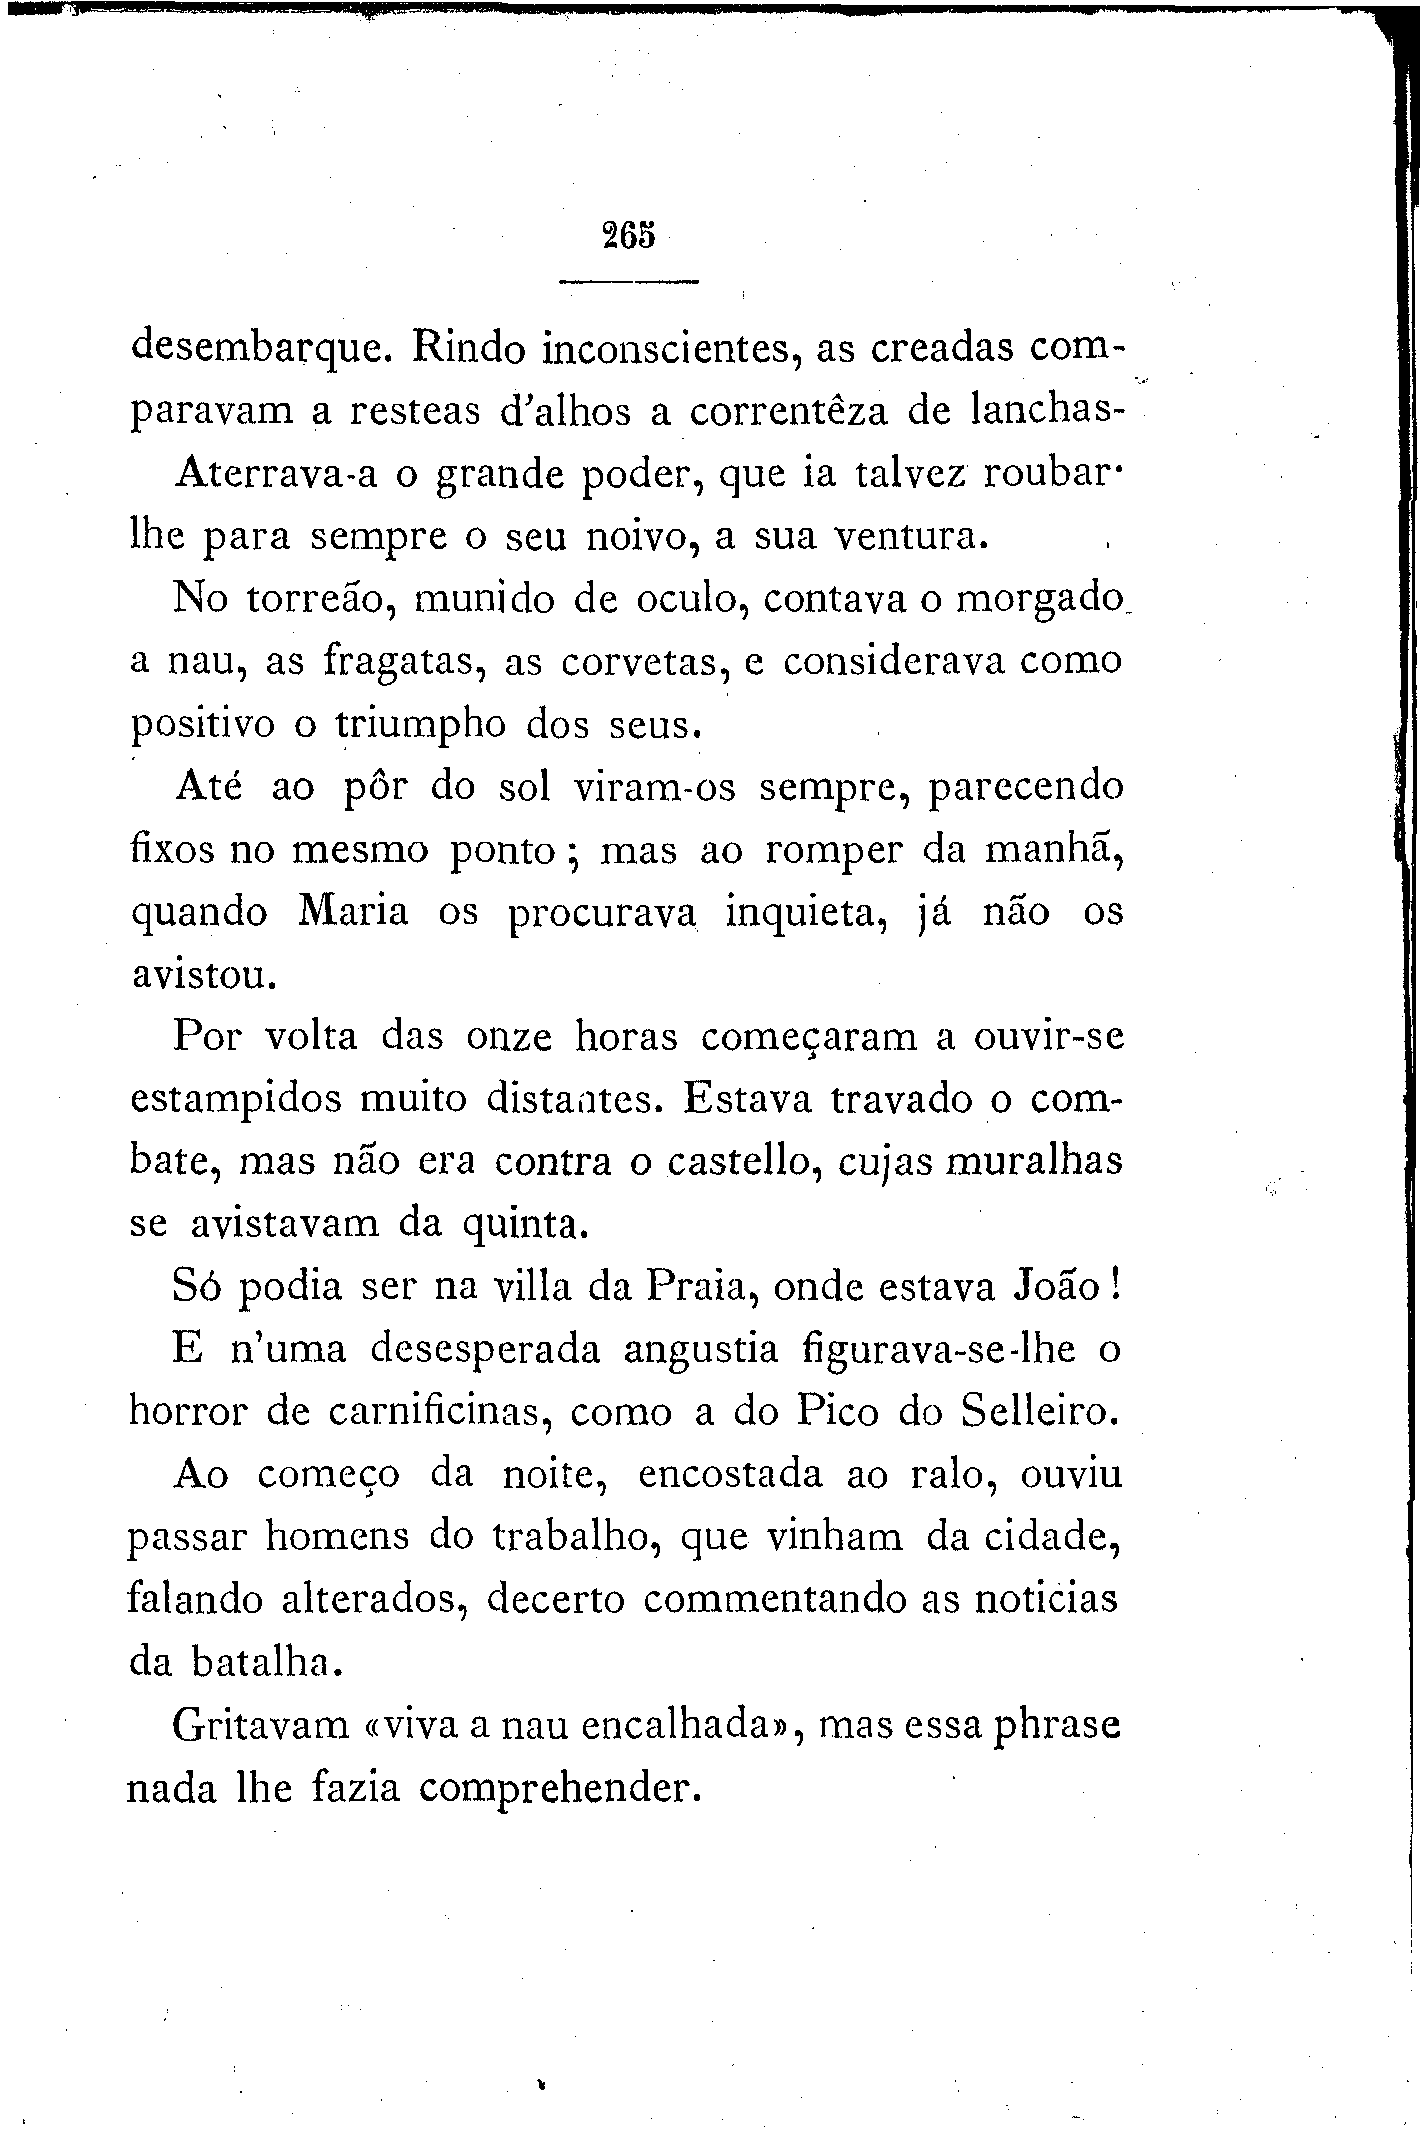 265
desembarque. Rindo inconscientes, as creadas com-
paravam a resteas d'alhos a correntêza de lanchas-
Aterrava-a o grande poder, que ia talvez roubar-
lhe para sempre o seu noivo, a sua ventura.
No torreão, munido de oculo, contava o morgado
a nau, as fragatas, as corvetas, e considerava como
positivo o triumpho dos seus.
Até ao pôr do sol viram-os sempre, parecendo
fixos no mesmo ponto; mas ao romper da manhã,
quando Maria os procurava inquieta, já não os
avistou.
Por volta das onze horas começaram a ouvir-se
estampidos muito distantes. Estava travado o com-
bate, mas não era contra o castello, cujas muralhas
se avistavam da quinta.
Só podia ser na villa da Praia, onde estava João!
E n'uma desesperada angustia figurava-se-lhe o
horror de carnificinas, como a do Pico do Selleiro.
Ao começo da noite, encostada ao ralo, ouviu
passar homens do trabalho, que vinham da cidade,
falando alterados, decerto commentando as noticias
da batalha.
Gritavam «viva a nau encalhada», mas essa phrase
nada lhe fazia comprehender.